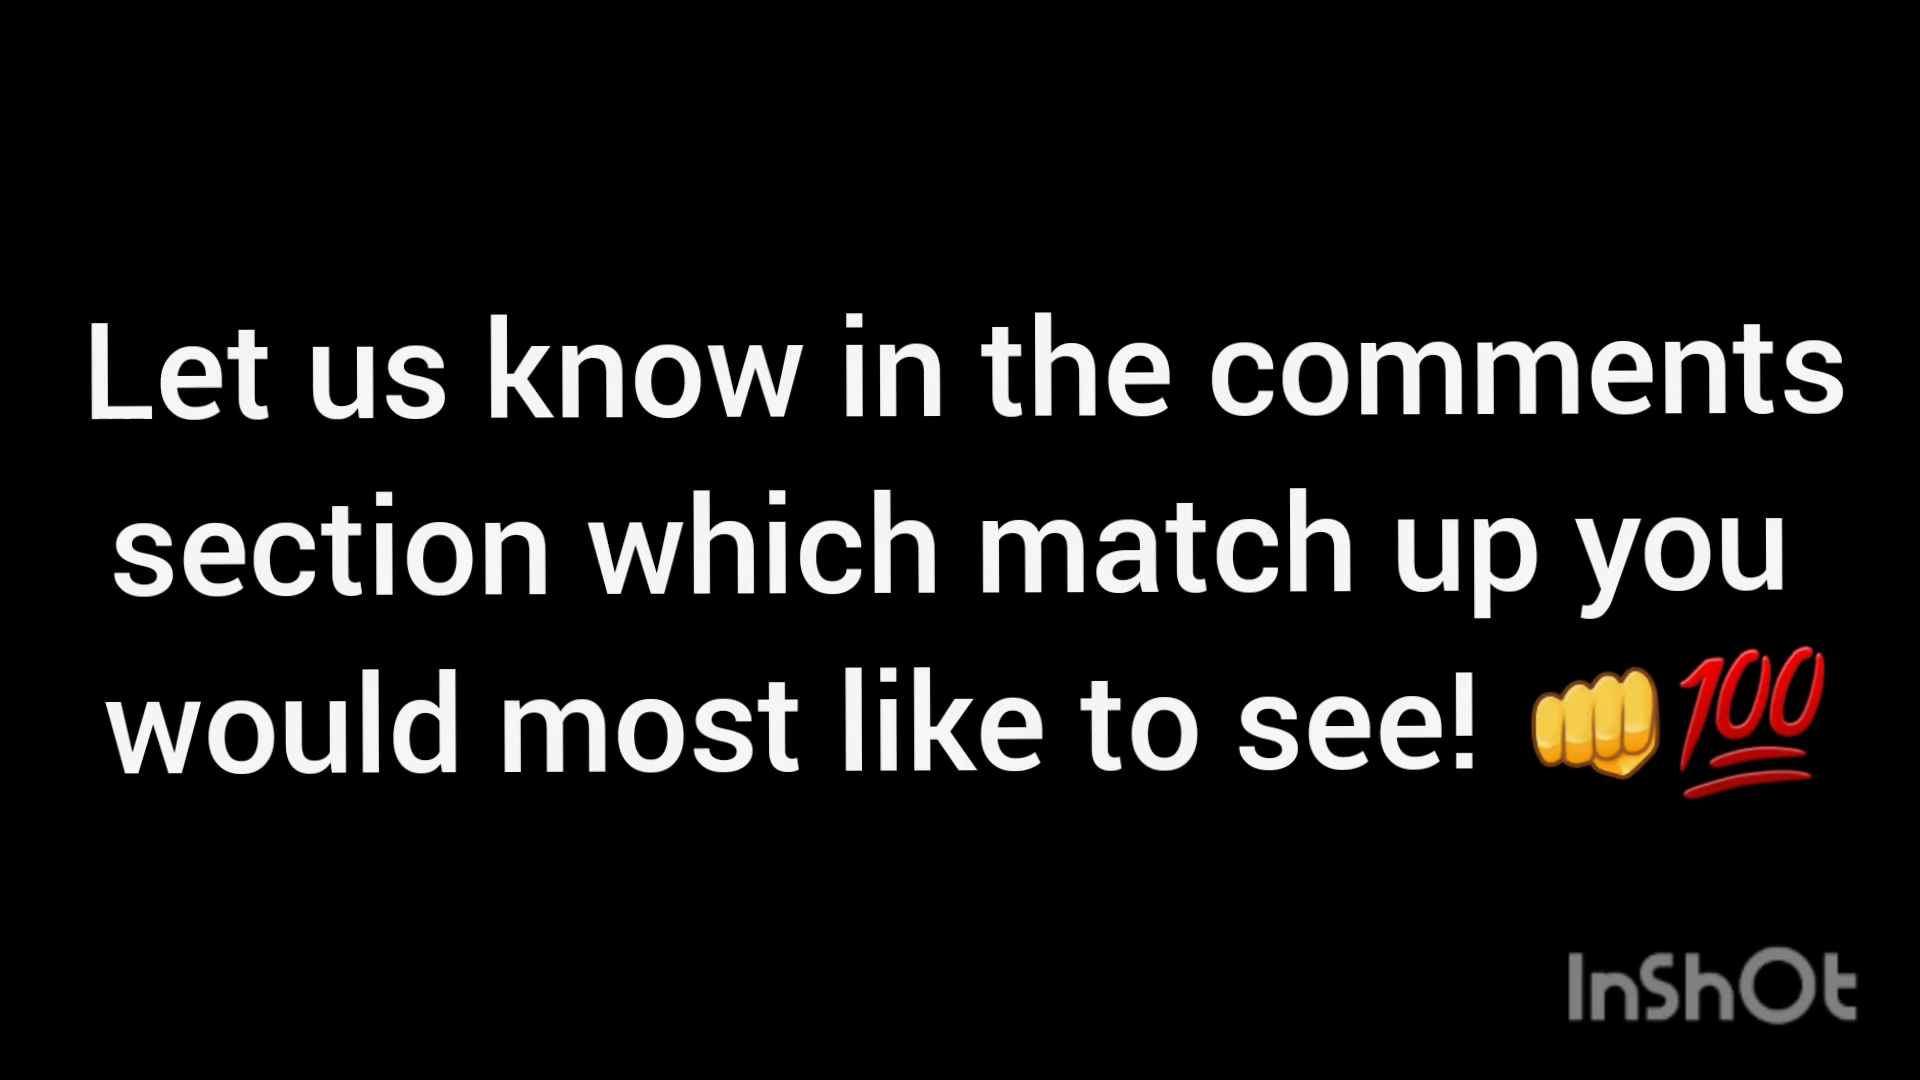 Let us know in the comments
section which match up you
would most like to see! 👊💯
InShOt